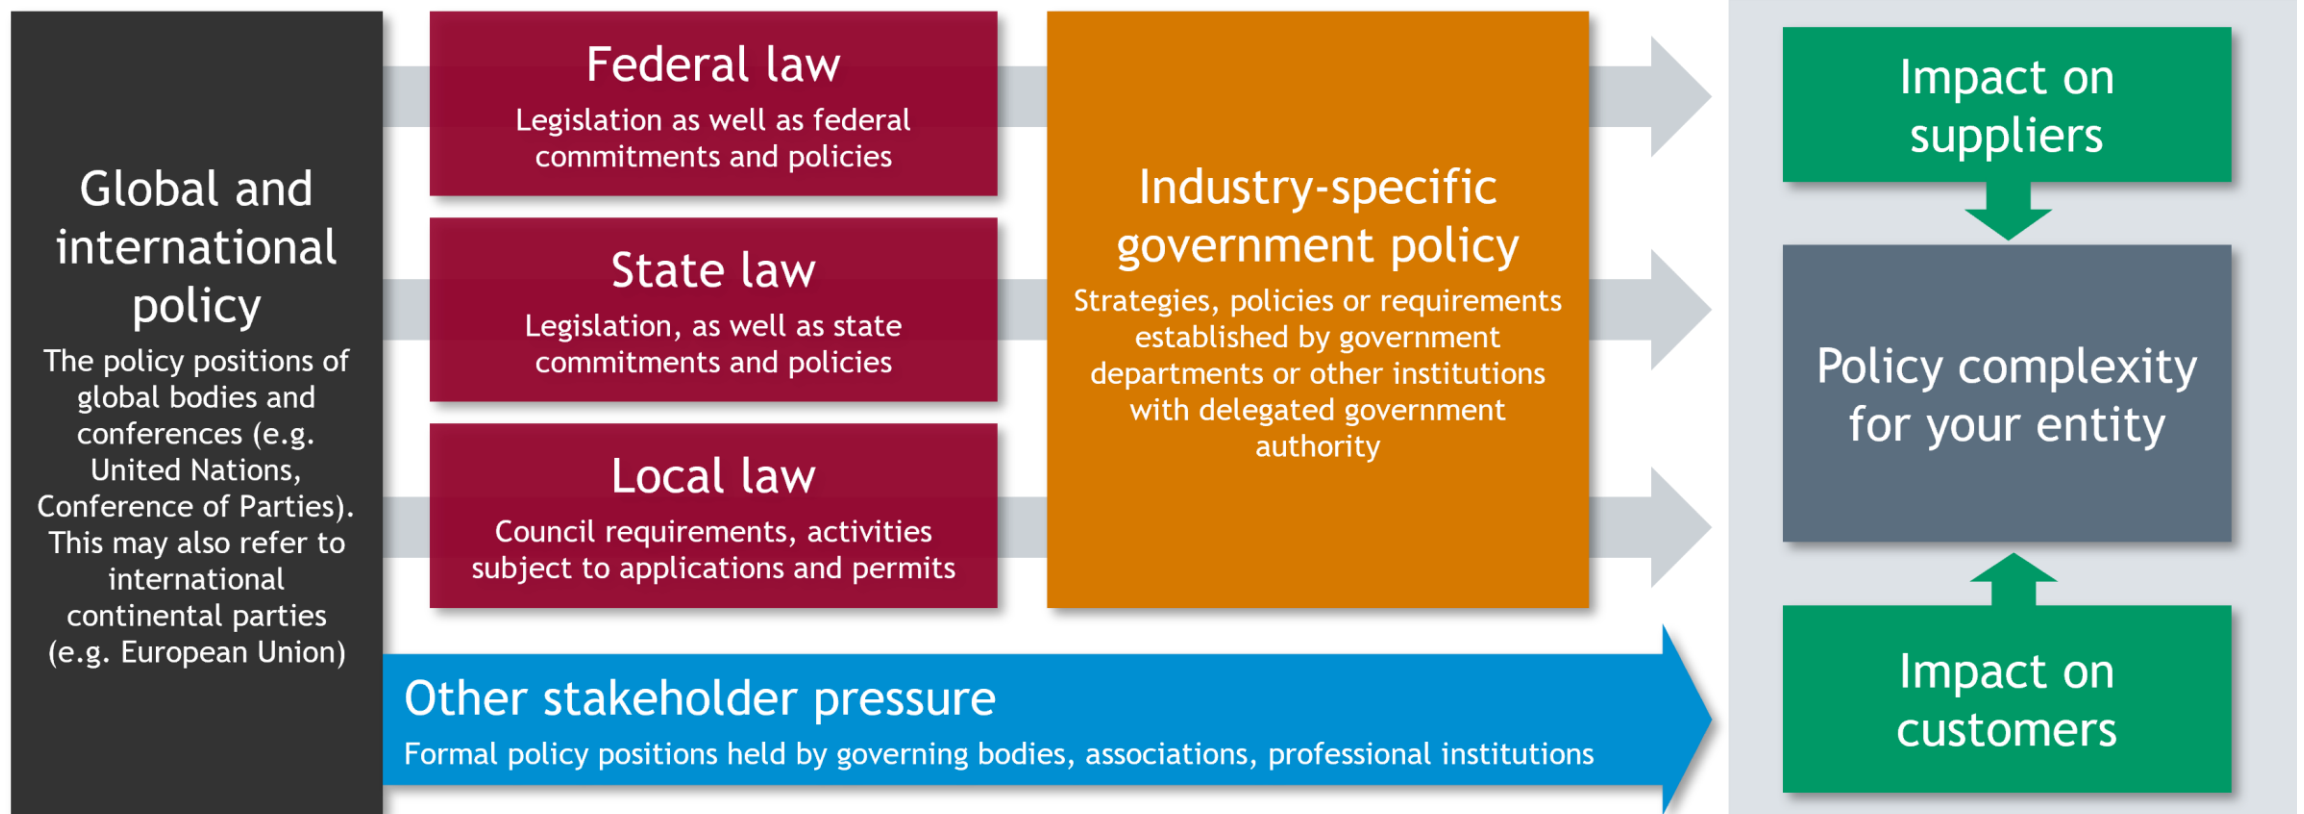 Global and
international
policy
The policy positions of
global bodies and
conferences (e.g.
United Nations,
Conference of Parties).
This may also refer to
international
continental parties
(e.g. European Union)
Federal law
Legislation as well as federal
commitments and policies
State law
Legislation, as well as state
commitments and policies
Local law
Council requirements, activities
subject to applications and permits
Industry-specific
government policy
Strategies, policies or requirements
established by government
departments or other institutions
with delegated government
authority
Other stakeholder pressure
Formal policy positions held by governing bodies, associations, professional institutions
Impact on
suppliers
Policy complexity
for your entity
Impact on
customers